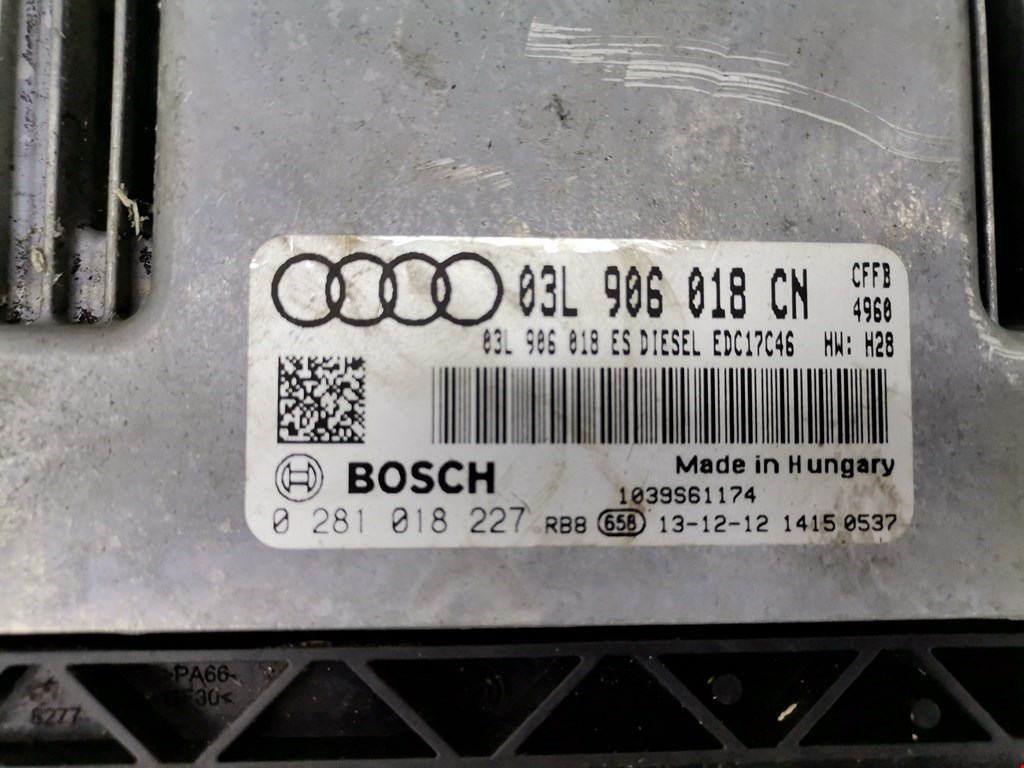 03L 906 018 CN CFFB
4960
03L 906 018 ES DIESEL EDC17C46 HW: H28
BOSCH Made in Hungary
1039S61174
0 281 018 227 RB8 658 13-12-12 1415 0537
>PA66-
GF30<
6277